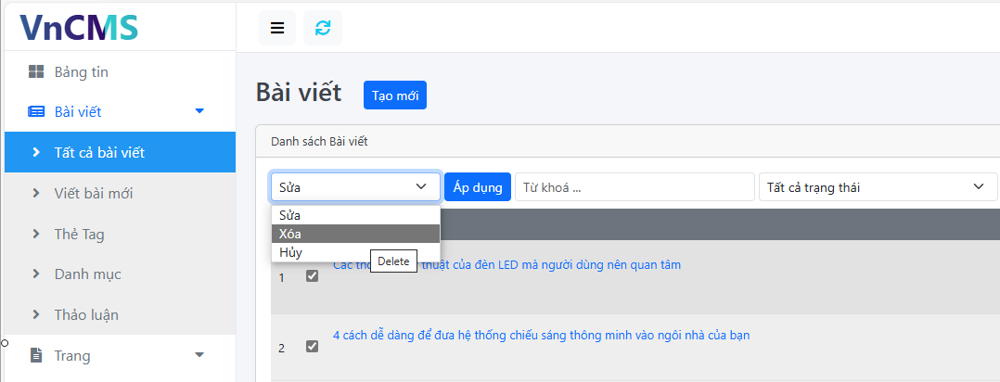 VnCMS
Bảng tin
Bài viết
Tất cả bài viết
Viết bài mới
Thẻ Tag
Danh mục
Thảo luận
Trang
Bài viết
Tạo mới
Danh sách Bài viết
Sửa
Áp dụng
Từ khoá ...
Tất cả trạng thái
Sửa
Xóa
Hủy
Delete
1
thuật của đèn LED mà người dùng nên quan tâm
2
4 cách dễ dàng để đưa hệ thống chiếu sáng thông minh vào ngôi nhà của bạn